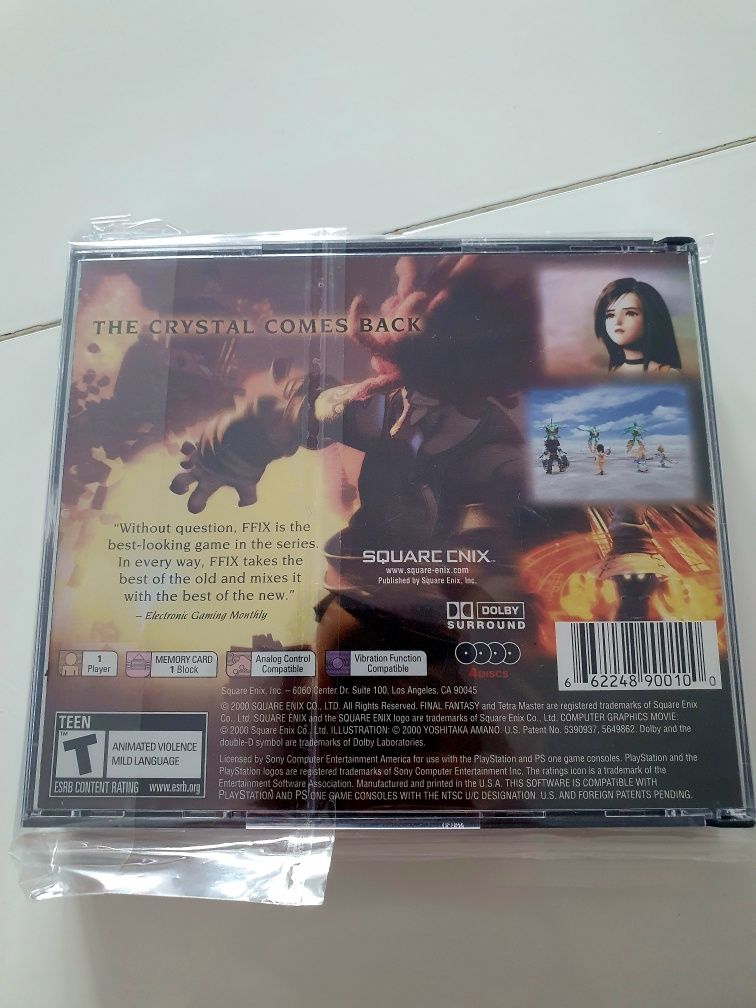 THE CRYSTAL COMES BACK
"Without question, FFIX is the
best-looking game in the series.
In every way, FFIX takes the
best of the old and mixes it
with the best of the new."
– Electronic Gaming Monthly
SQUARE ENIX™
www.square-enix.com
Published by Square Enix, Inc.
DOLBY
SURROUND
1
Player
MEMORY CARD
1 Block
Analog Control
Compatible
Vibration Function
Compatible
4 DISCS
6 62248 90010 0
Square Enix, Inc. – 6060 Center Dr. Suite 100, Los Angeles, CA 90045
© 2000 SQUARE ENIX CO., LTD. All Rights Reserved. FINAL FANTASY and Tetra Master are registered trademarks of Square Enix
Co., Ltd. SQUARE ENIX and the SQUARE ENIX logo are trademarks of Square Enix Co., Ltd. COMPUTER GRAPHICS MOVIE:
© 2000 Square Enix Co., Ltd. ILLUSTRATION: © 2000 YOSHITAKA AMANO. U.S. Patent No. 5390937, 5649862. Dolby and the
double-D symbol are trademarks of Dolby Laboratories.
Licensed by Sony Computer Entertainment America for use with the PlayStation and PS one game consoles. PlayStation and the
PlayStation logos are registered trademarks of Sony Computer Entertainment Inc. The ratings icon is a trademark of the
Entertainment Software Association. Manufactured and printed in the U.S.A. THIS SOFTWARE IS COMPATIBLE WITH
PLAYSTATION AND PS ONE GAME CONSOLES WITH THE NTSC U/C DESIGNATION. U.S. AND FOREIGN PATENTS PENDING.
TEEN
T
ANIMATED VIOLENCE
MILD LANGUAGE
ESRB CONTENT RATING www.esrb.org